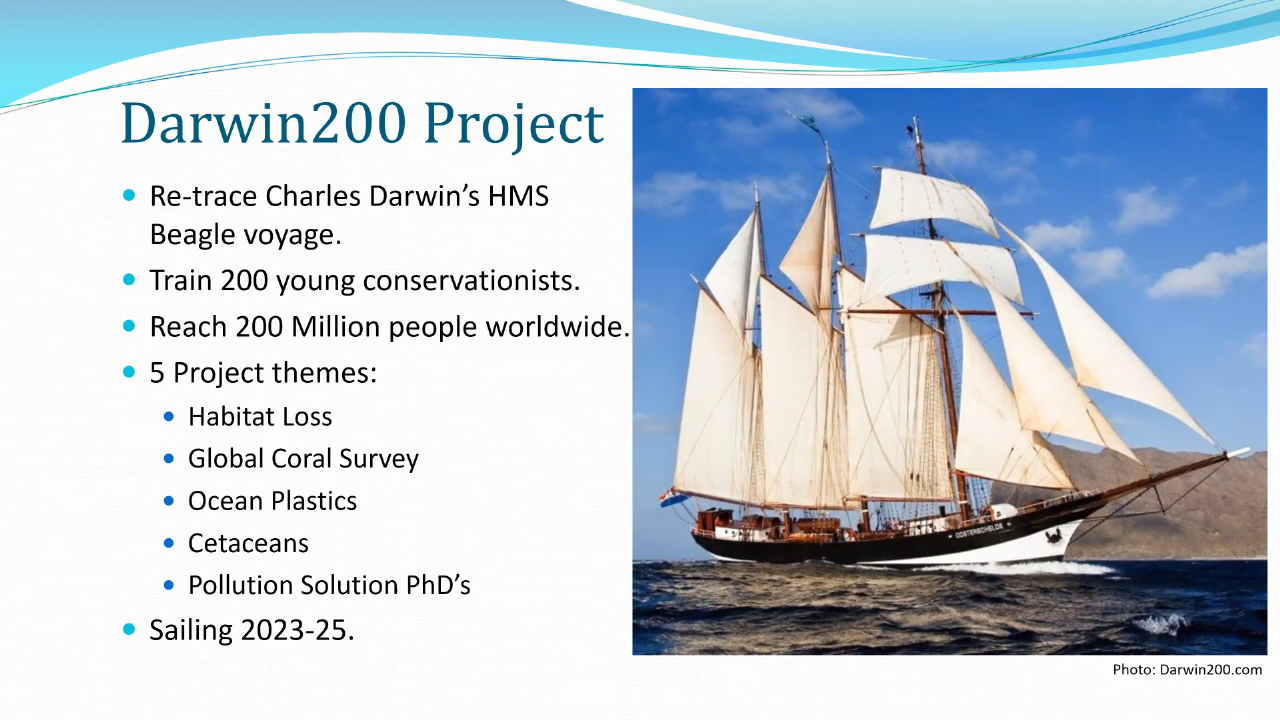 Darwin200 Project
Re-trace Charles Darwin’s HMS
Beagle voyage.
Train 200 young conservationists.
Reach 200 Million people worldwide.
5 Project themes:
Habitat Loss
Global Coral Survey
Ocean Plastics
Cetaceans
Pollution Solution PhD’s
Sailing 2023-25.
OOSTERSCHELDE
Photo: Darwin200.com